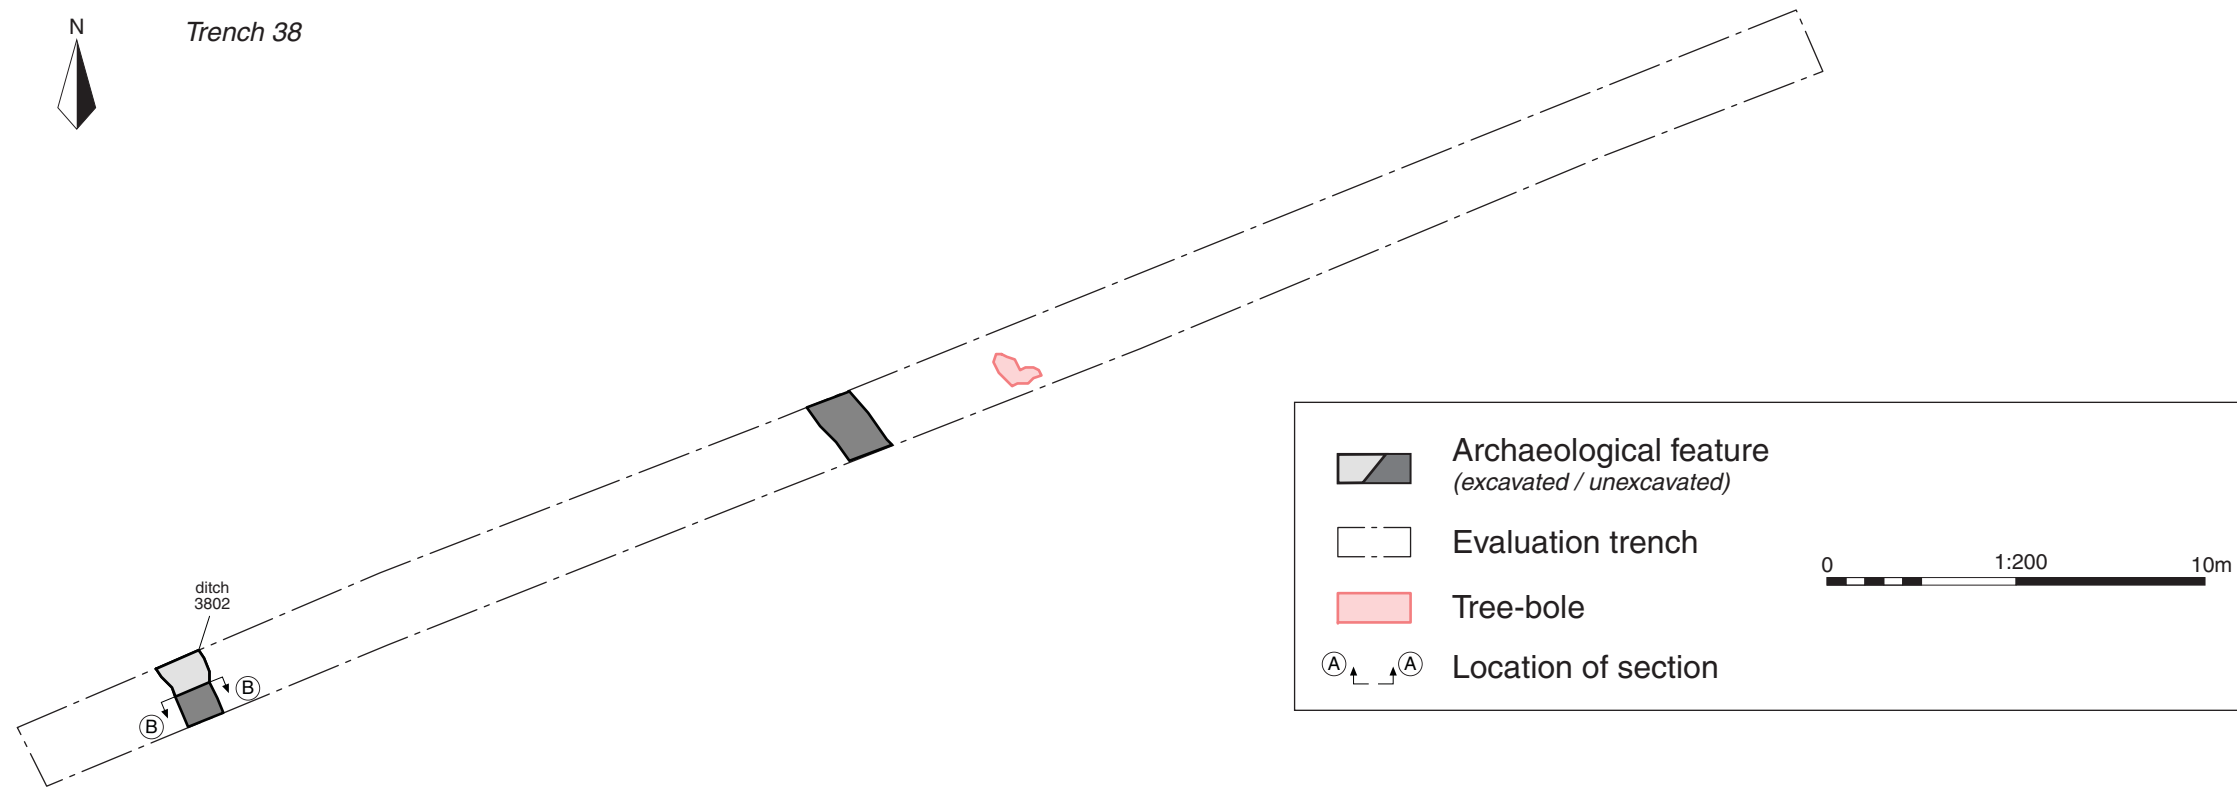 N
Trench 38
ditch
3802
B
B
Archaeological feature
(excavated / unexcavated)
Evaluation trench
0 1:200 10m
Tree-bole
A A Location of section